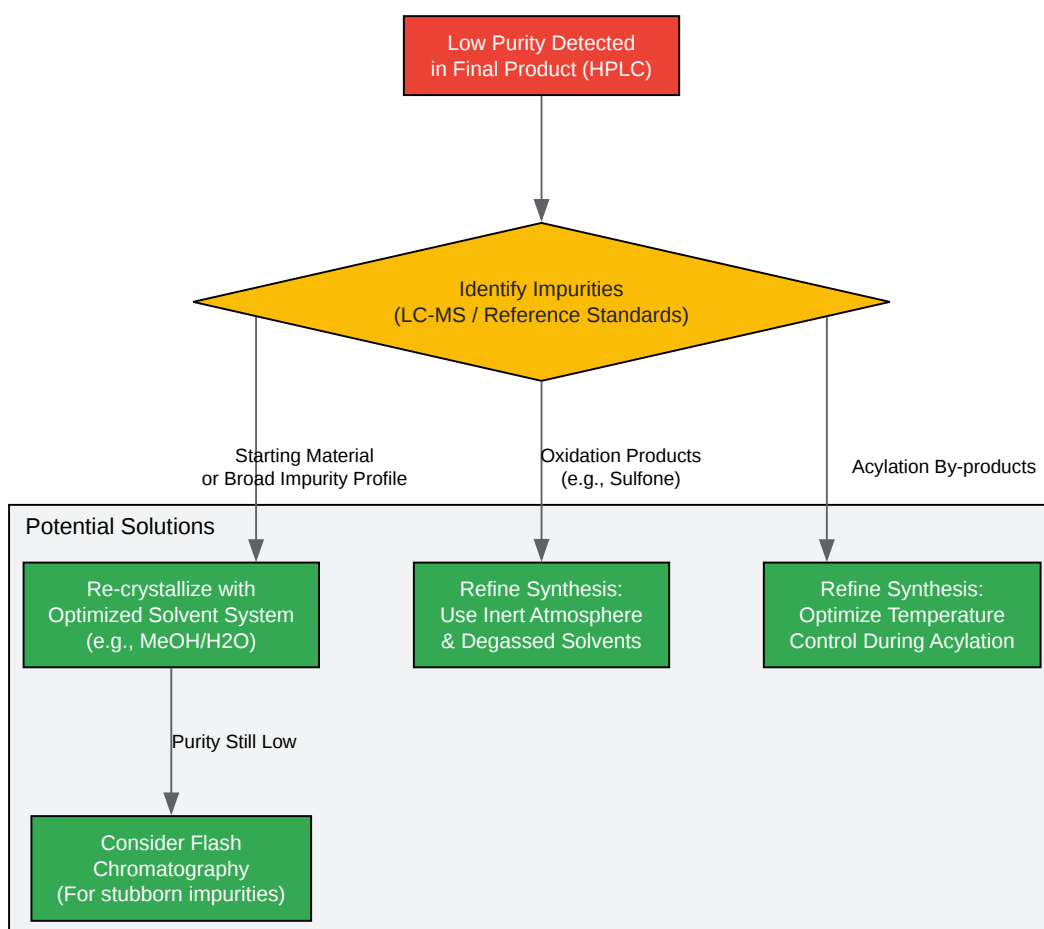 Low Purity Detected
in Final Product (HPLC)
Identify Impurities
(LC-MS / Reference Standards)
Starting Material
or Broad Impurity Profile
Oxidation Products
(e.g., Sulfone)
Acylation By-products
Potential Solutions
Re-crystallize with
Optimized Solvent System
(e.g., MeOH/H2O)
Refine Synthesis:
Use Inert Atmosphere
& Degassed Solvents
Refine Synthesis:
Optimize Temperature
Control During Acylation
Purity Still Low
Consider Flash
Chromatography
(For stubborn impurities)